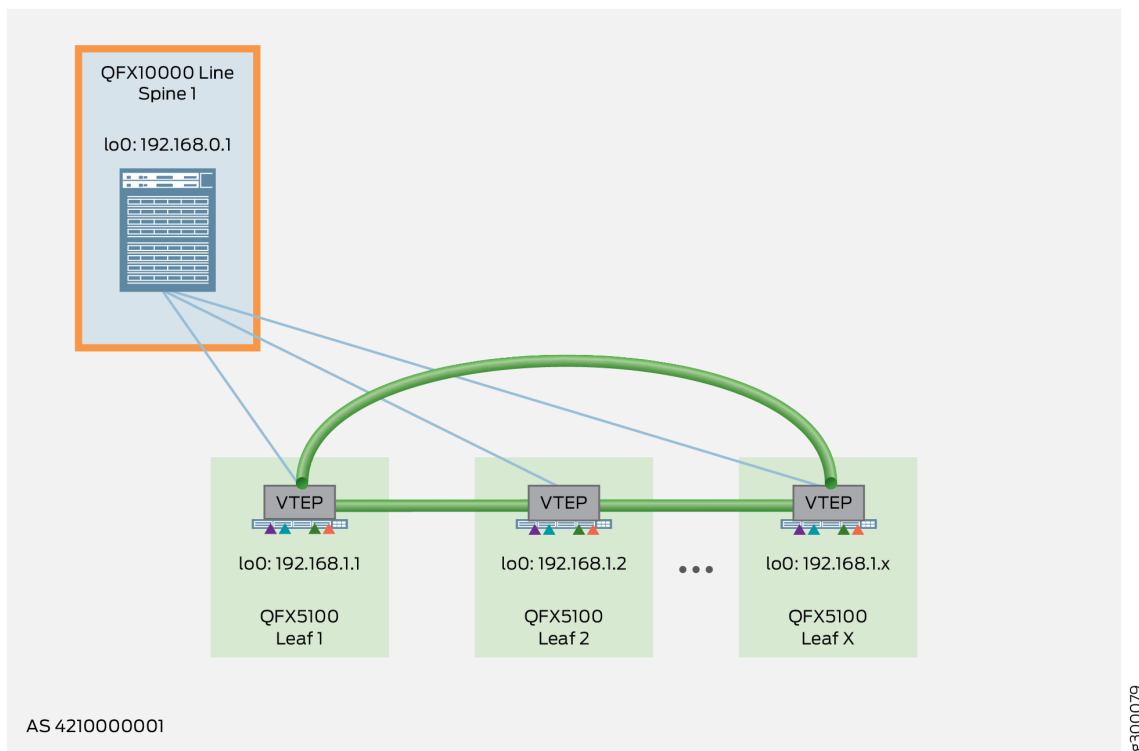 QFX10000 Line
Spine 1
lo0: 192.168.0.1
VTEP
VTEP
VTEP
lo0: 192.168.1.1
lo0: 192.168.1.2
lo0: 192.168.1.x
QFX5100
Leaf 1
QFX5100
Leaf 2
QFX5100
Leaf X
AS 4210000001
g300079